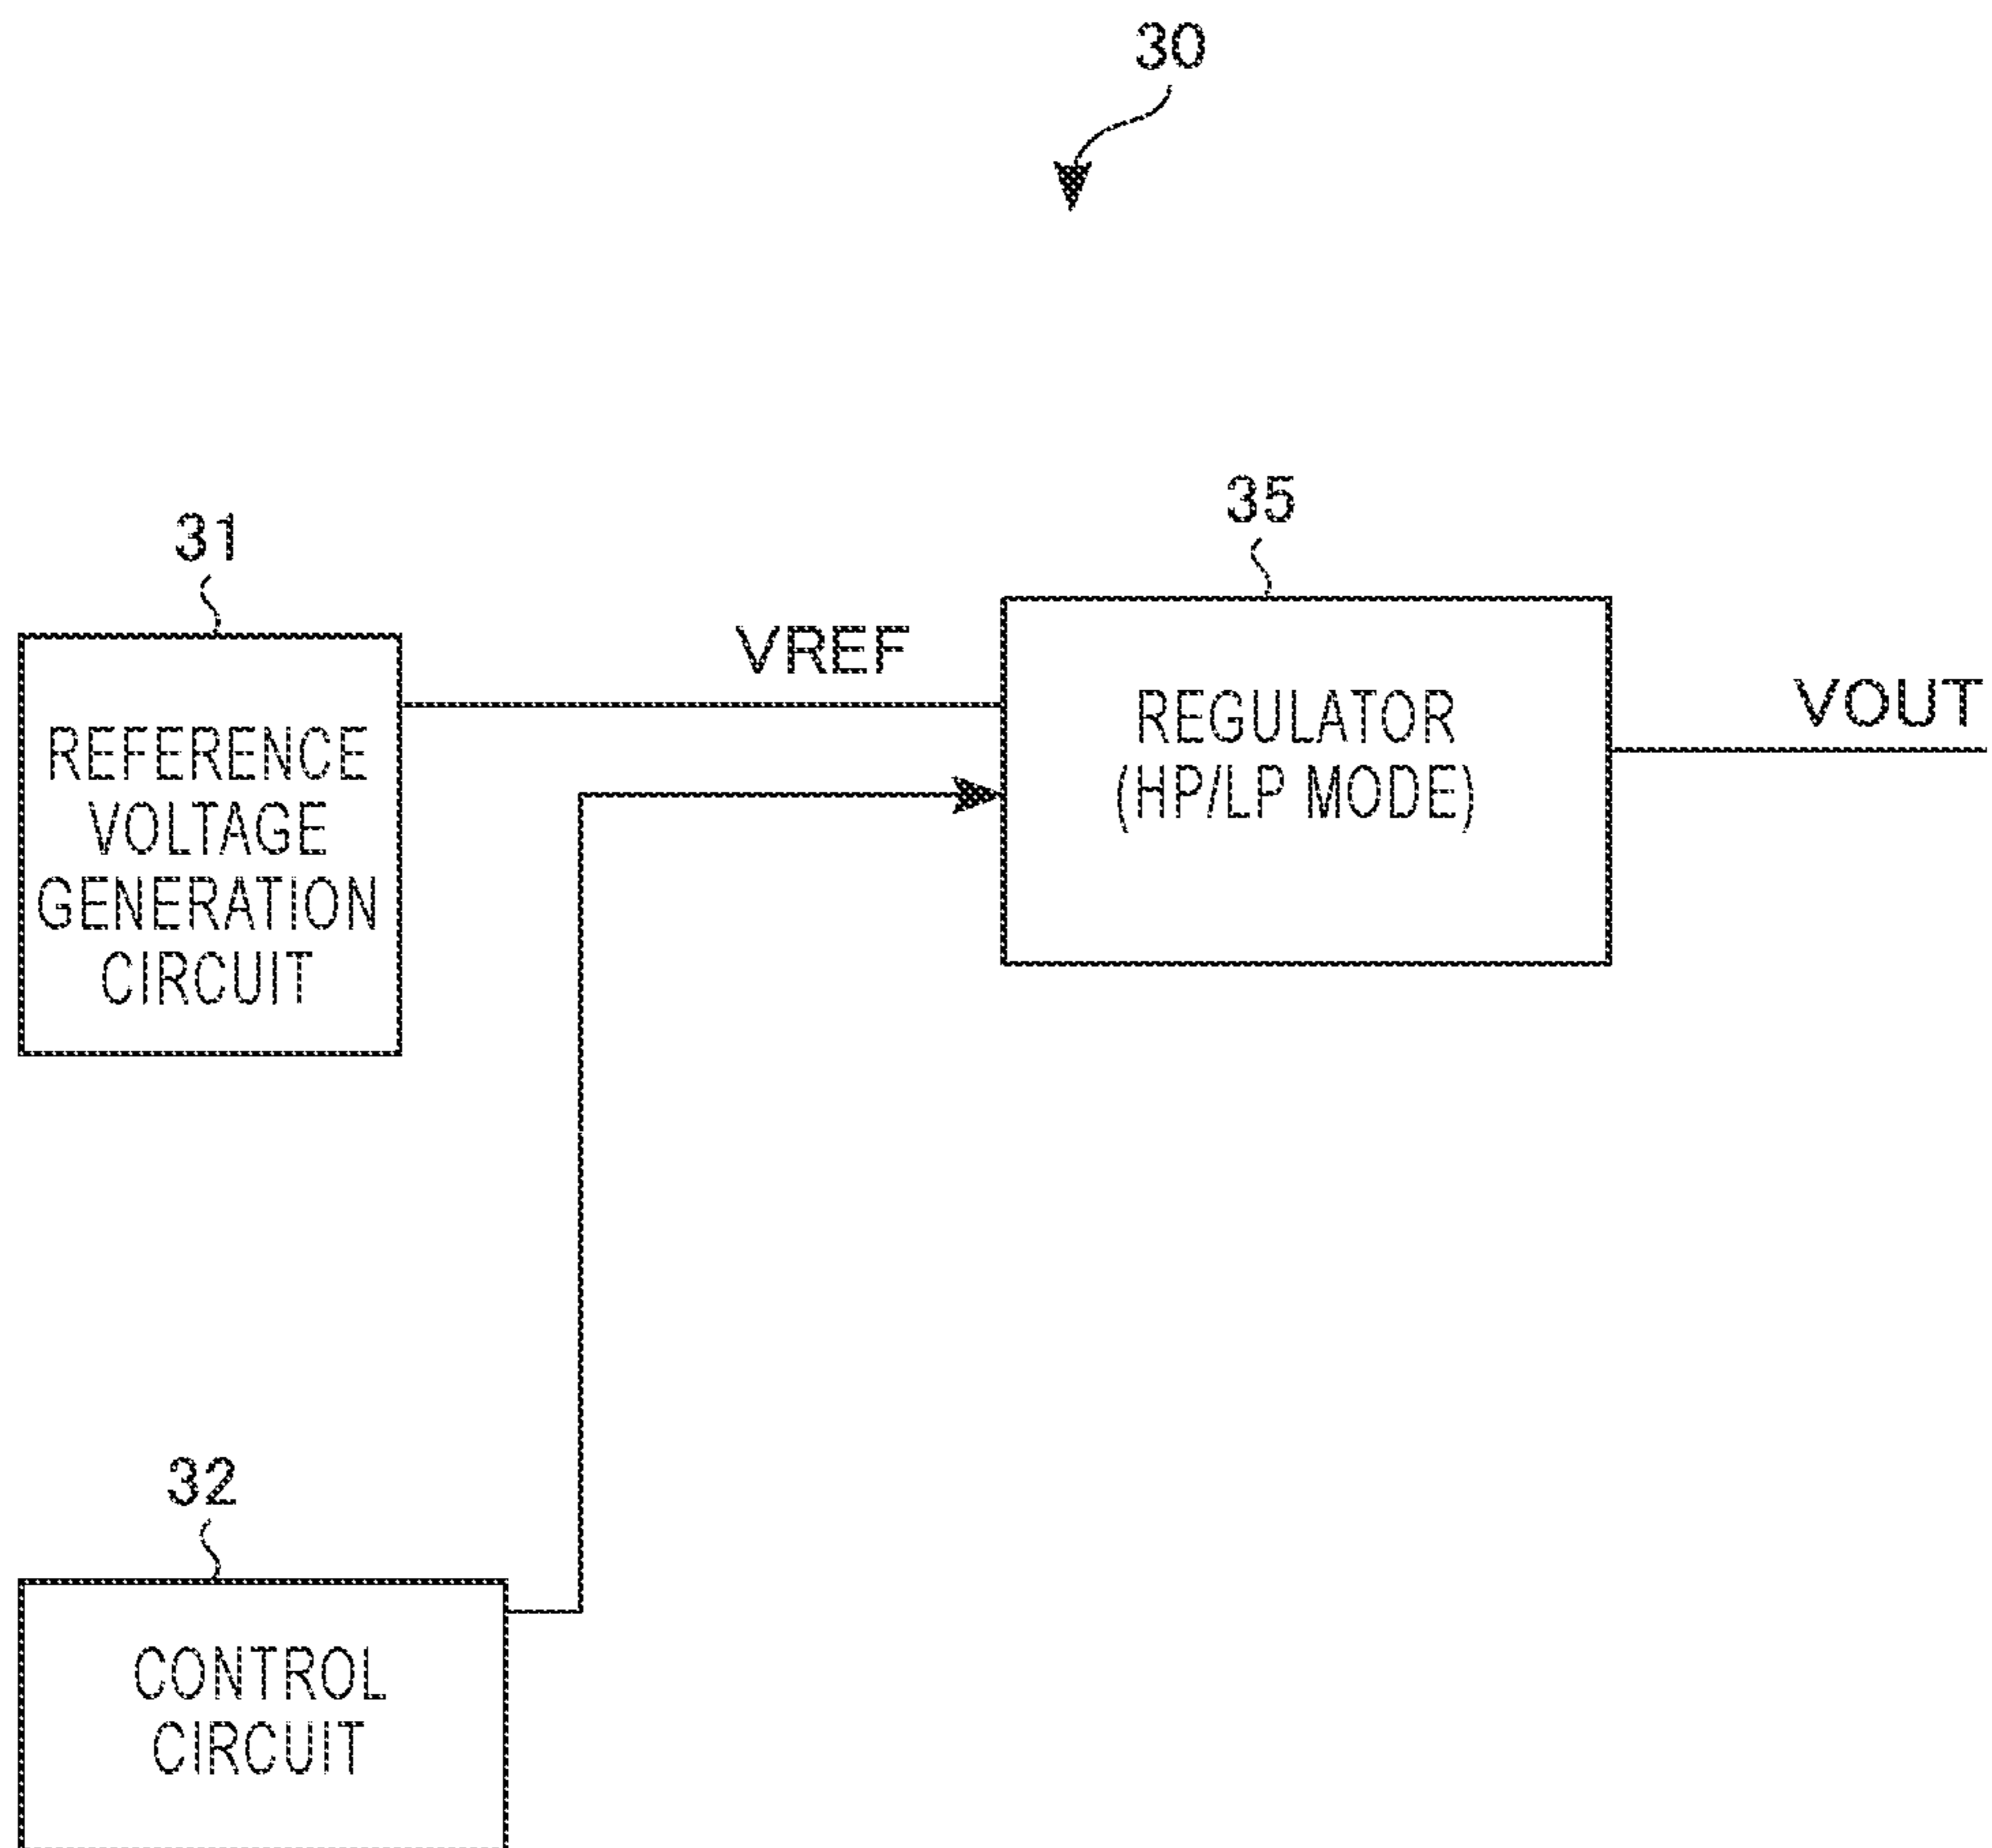 30
31
REFERENCE
VOLTAGE
GENERATION
CIRCUIT
VREF
35
REGULATOR
(HP/LP MODE)
VOUT
32
CONTROL
CIRCUIT